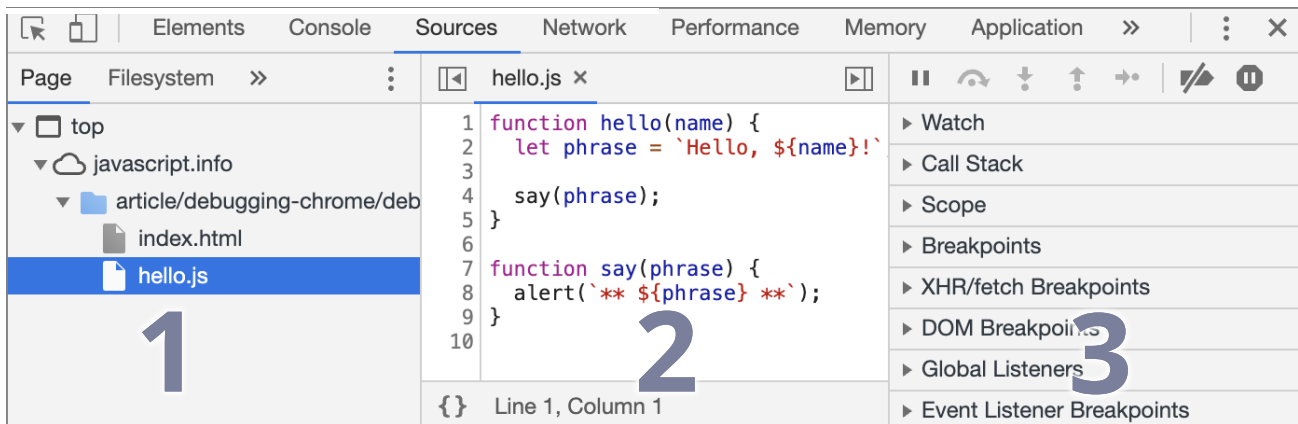 Elements Console Sources Network Performance Memory Application »
Page Filesystem »
top
javascript.info
article/debugging-chrome/deb
index.html
hello.js
1
hello.js ×
1 function hello(name) {
2   let phrase = `Hello, ${name}!`
3
4   say(phrase);
5 }
6
7 function say(phrase) {
8   alert(`** ${phrase} **`);
9 }
10
2
{} Line 1, Column 1
Watch
Call Stack
Scope
Breakpoints
XHR/fetch Breakpoints
DOM Breakpoints
Global Listeners
3
Event Listener Breakpoints